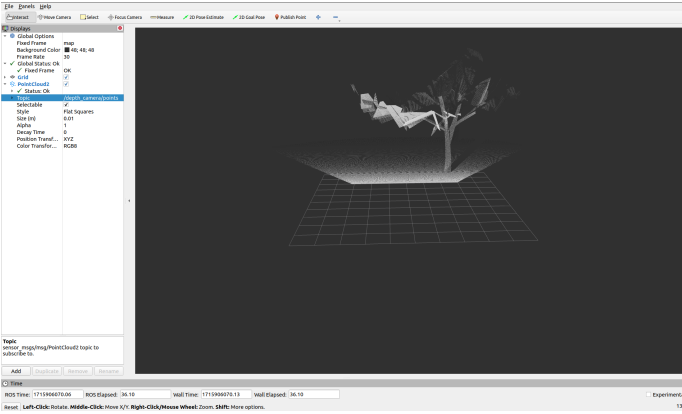 File Panels Help
Interact Move Camera Select Focus Camera Measure 2D Pose Estimate 2D Goal Pose Publish Point
Displays
Global Options
Fixed Frame map
Background Color 48; 48; 48
Frame Rate 30
Global Status: Ok
Fixed Frame OK
Grid
PointCloud2
Status: Ok
Topic /depth_camera/points
Selectable
Style Flat Squares
Size (m) 0.01
Alpha 1
Decay Time 0
Position Transf... XYZ
Color Transfor... RGB8
Topic
sensor_msgs/msg/PointCloud2 topic to
subscribe to.
Add Duplicate Remove Rename
Time
ROS Time: 1715906070.06 ROS Elapsed: 36.10 Wall Time: 1715906070.13 Wall Elapsed: 36.10 Experimenta
Reset Left-Click: Rotate. Middle-Click: Move X/Y. Right-Click/Mouse Wheel: Zoom. Shift: More options. 13